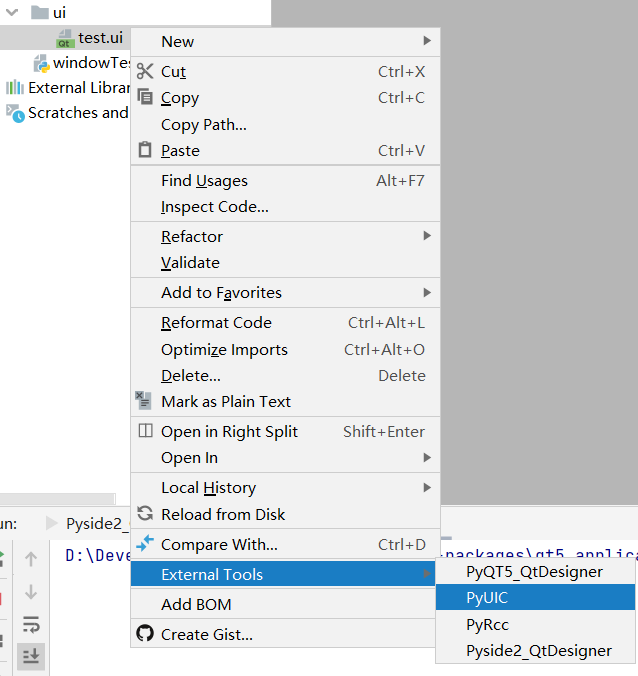 ui
test.ui
windowTes
External Librar
Scratches and
New
Cut Ctrl+X
Copy Ctrl+C
Copy Path...
Paste Ctrl+V
Find Usages Alt+F7
Inspect Code...
Refactor
Validate
Add to Favorites
Reformat Code Ctrl+Alt+L
Optimize Imports Ctrl+Alt+O
Delete... Delete
Mark as Plain Text
Open in Right Split Shift+Enter
Open In
Local History
Reload from Disk
un: Pyside2_
Compare With... Ctrl+D
D:\Deve -packages\qt5_applica
External Tools
PyQT5_QtDesigner
PyUIC
Add BOM
PyRcc
Create Gist...
Pyside2_QtDesigner